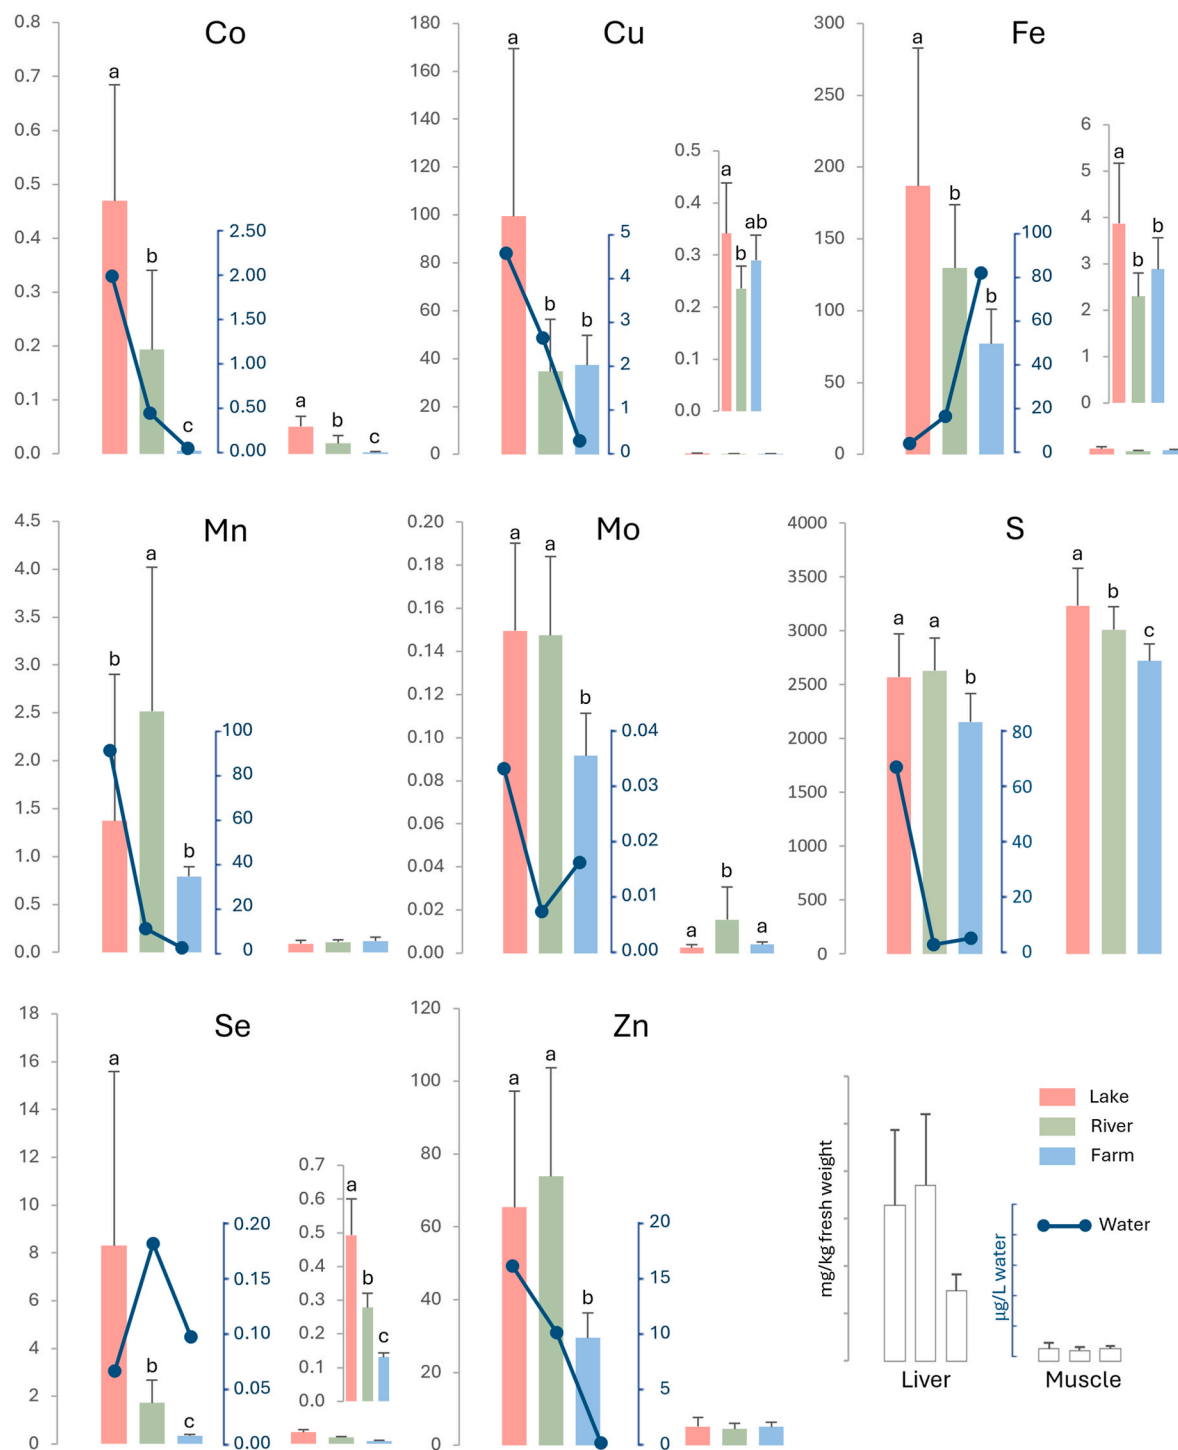 Co
0.8
0.7
0.6
0.5
0.4
0.3
0.2
0.1
0.0
a
b
c
2.50
2.00
1.50
1.00
0.50
0.00
a
b
c
Cu
180
160
140
120
100
80
60
40
20
0
a
b
b
5
4
3
2
1
0
0.5
0.4
0.3
0.2
0.1
0.0
a
b
ab
Fe
300
250
200
150
100
50
0
a
b
b
100
80
60
40
20
0
6
5
4
3
2
1
0
a
b
b
Mn
4.5
4.0
3.5
3.0
2.5
2.0
1.5
1.0
0.5
0.0
b
a
b
100
80
60
40
20
0
Mo
0.20
0.18
0.16
0.14
0.12
0.10
0.08
0.06
0.04
0.02
0.00
a
a
b
0.04
0.03
0.02
0.01
0.00
a
b
a
S
4000
3500
3000
2500
2000
1500
1000
500
0
a
a
b
80
60
40
20
0
a
b
c
Se
18
16
14
12
10
8
6
4
2
0
a
b
c
0.20
0.15
0.10
0.05
0.00
0.7
0.6
0.5
0.4
0.3
0.2
0.1
0.0
a
b
c
Zn
120
100
80
60
40
20
0
a
a
b
20
15
10
5
0
mg/kg fresh weight
Liver
µg/L water
Muscle
Lake
River
Farm
Water